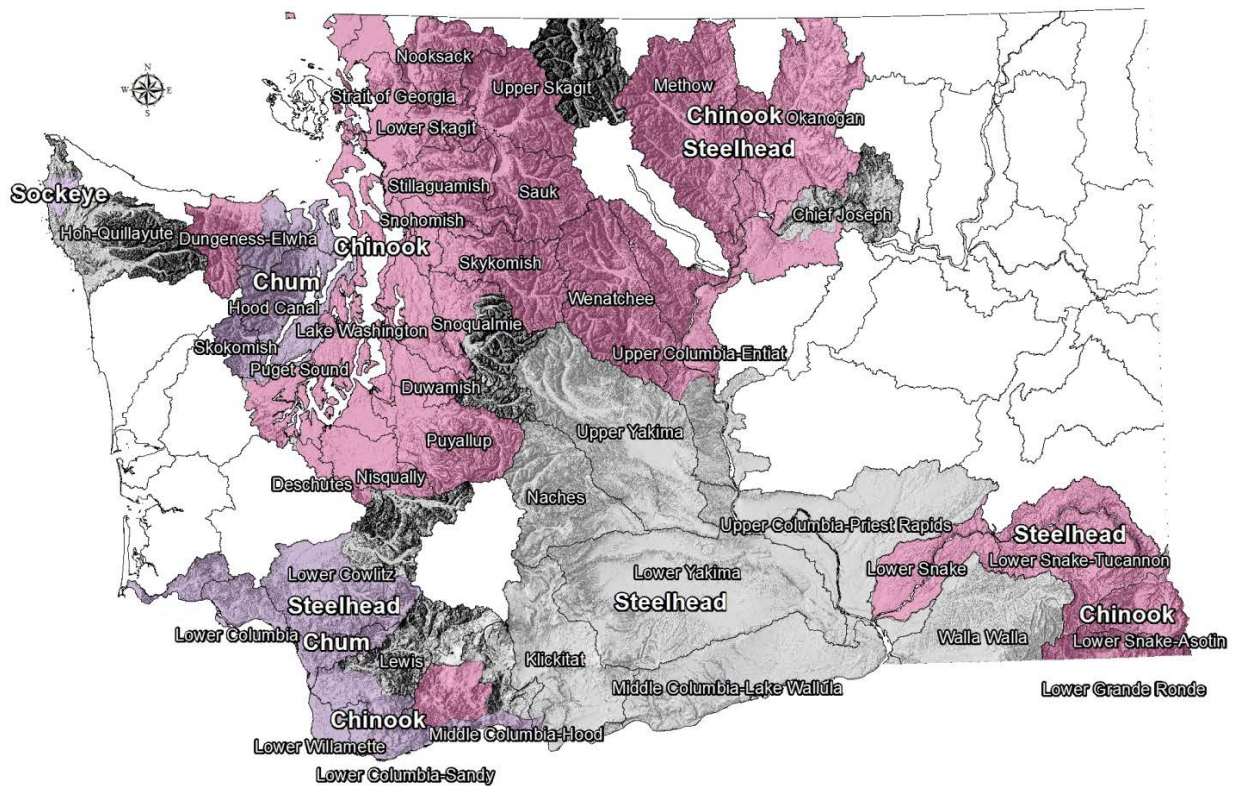 Nooksack
N
W E
S
Strait of Georgia
Upper Skagit
Methow
Chinook
Okanogan
Lower Skagit
Steelhead
Sockeye
Stillaguamish
Sauk
Hoh-Quillayute
Dungeness-Elwha
Snohomish
Chief Joseph
Chinook
Skykomish
Chum
Hood Canal
Wenatchee
Lake Washington
Snoqualmie
Skokomish
Puget Sound
Upper Columbia-Entiat
Duwamish
Puyallup
Upper Yakima
Deschutes
Nisqually
Naches
Upper Columbia-Priest Rapids
Steelhead
Lower Snake-Tucannon
Lower Cowlitz
Lower Yakima
Lower Snake
Steelhead
Steelhead
Lower Columbia
Chum
Chinook
Walla Walla
Lower Snake-Asotin
Lewis
Klickitat
Middle Columbia-Lake Wallula
Lower Grande Ronde
Chinook
Middle Columbia-Hood
Lower Willamette
Lower Columbia-Sandy